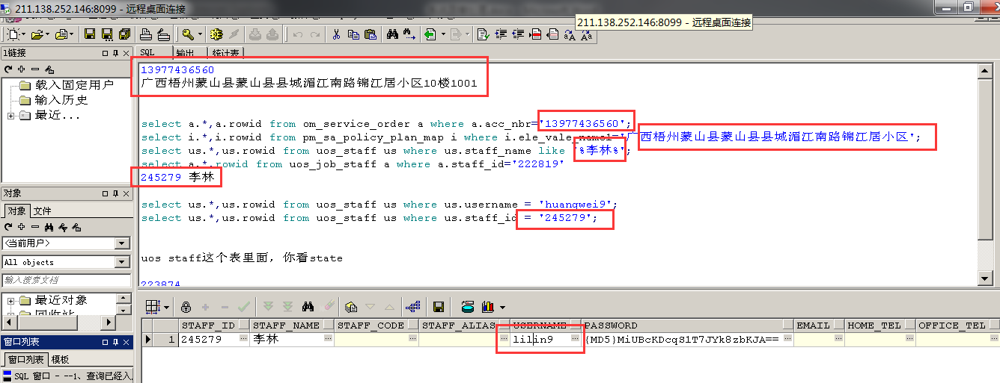 211.138.252.146:8099 - 远程桌面连接
211.138.252.146:8099 - 远程桌面连接
1链接
SQL 输出 统计表
载入固定用户
输入历史
最近...
13977436560
广西梧州蒙山县蒙山县县城湄江南路锦江居小区10楼1001
select a.*,a.rowid from om_service_order a where a.acc_nbr='13977436560';
select i.*,i.rowid from pm_sa_policy_plan_map i where i.ele_vale_name1='广西梧州蒙山县蒙山县县城湄江南路锦江居小区';
select us.*,us.rowid from uos_staff us where us.staff_name like '%李林%';
select a.*,rowid from uos_job_staff a where a.staff_id='222819'
245279 李林
select us.*,us.rowid from uos_staff us where us.username = 'huangwei9';
select us.*,us.rowid from uos_staff us where us.staff_id = '245279';
uos staff这个表里面, 你看state
223874
对象
对象 文件
<当前用户>
All objects
输入搜索文档
最近对象
回收站
窗口列表
窗口列表 模板
SQL 窗口 - --1、查询已经入
STAFF_ID STAFF_NAME STAFF_CODE STAFF_ALIAS USERNAME PASSWORD EMAIL HOME_TEL OFFICE_TEL
1 245279 李林 lilin9 {MD5}MiUBcKDcqS1T7JYk8zbKJA==